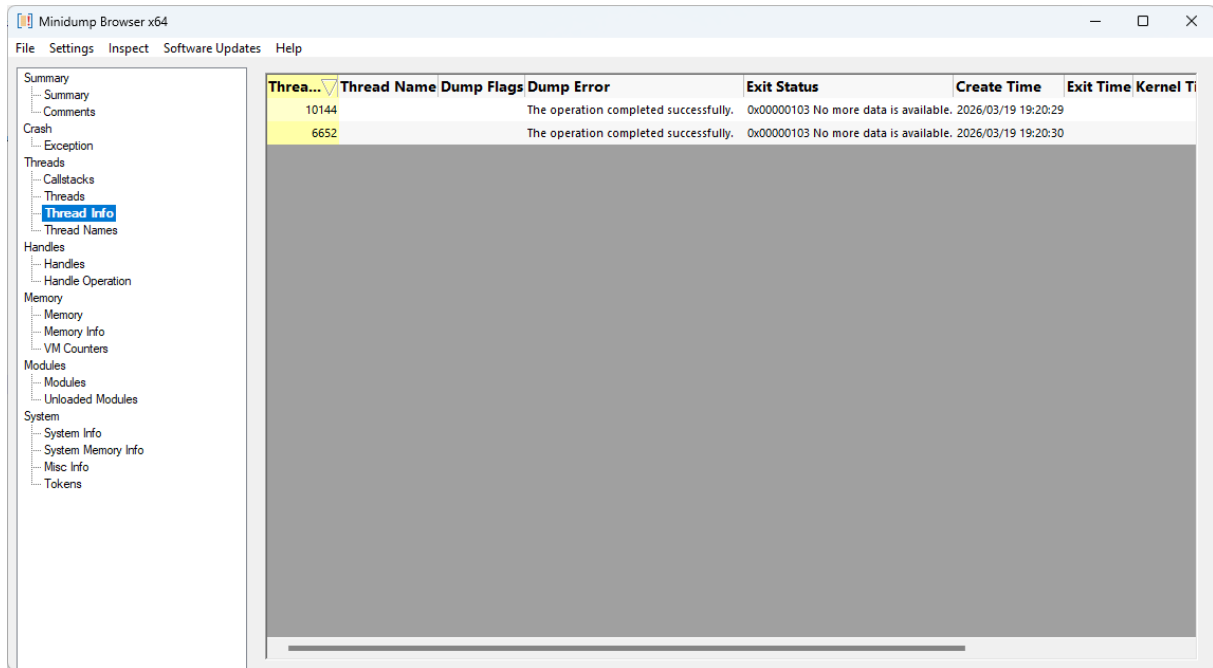 Minidump Browser x64
File Settings Inspect Software Updates Help
Summary
Summary
Comments
Crash
Exception
Threads
Callstacks
Threads
Thread Info
Thread Names
Handles
Handles
Handle Operation
Memory
Memory
Memory Info
VM Counters
Modules
Modules
Unloaded Modules
System
System Info
System Memory Info
Misc Info
Tokens
Threa... Thread Name Dump Flags Dump Error Exit Status Create Time Exit Time Kernel Ti
10144 The operation completed successfully. 0x00000103 No more data is available. 2026/03/19 19:20:29
6652 The operation completed successfully. 0x00000103 No more data is available. 2026/03/19 19:20:30